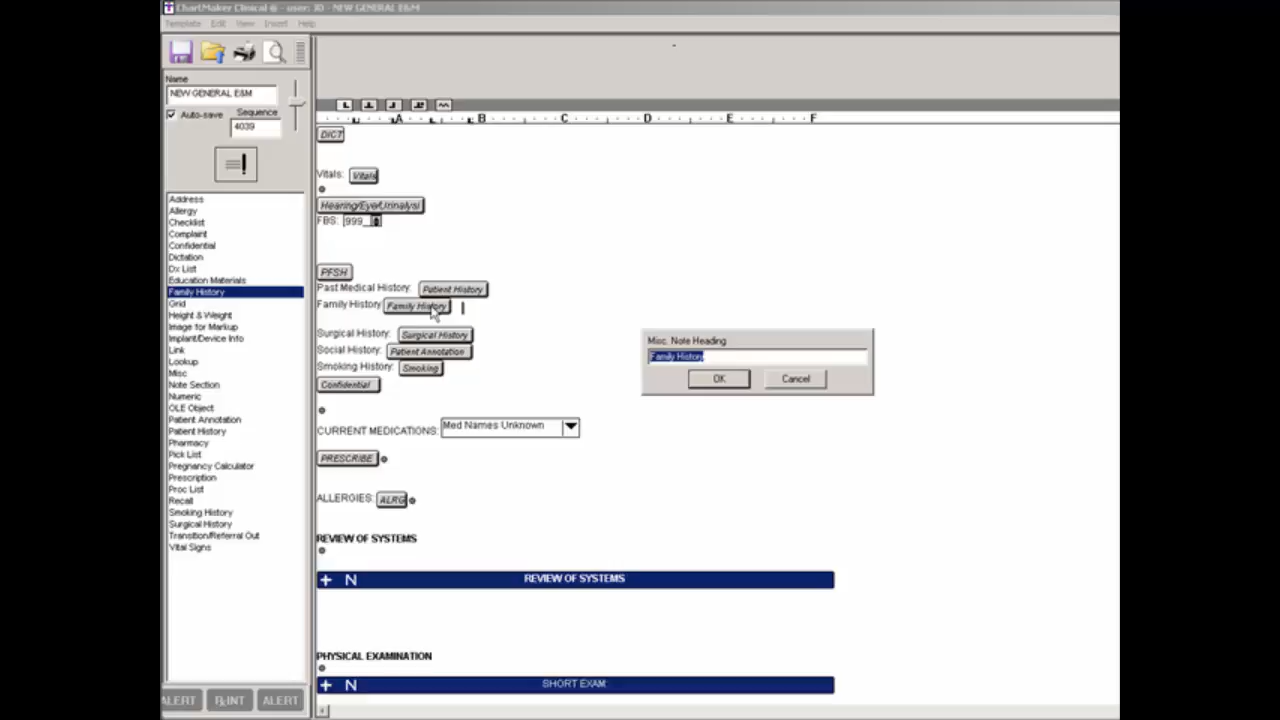 ChartMaker Clinical ® - user: JD - NEW GENERAL E&M
Template Edit View Insert Help
Name
NEW GENERAL E&M
Auto-save
Sequence
4039
Address
Allergy
Checklist
Complaint
Confidential
Dictation
Dx List
Education Materials
Family History
Grid
Height & Weight
Image for Markup
Implant/Device Info
Link
Lookup
Misc
Note Section
Numeric
OLE Object
Patient Annotation
Patient History
Pharmacy
Pick List
Pregnancy Calculator
Prescription
Proc List
Recall
Smoking History
Surgical History
Transition/Referral Out
Vital Signs
ALERT RxINT ALERT
A B C D E F
DICT
Vitals: Vitals
Hearing/Eye/Urinalysi
FBS: 999
PFSH
Past Medical History: Patient History
Family History Family History
Surgical History: Surgical History
Social History: Patient Annotation
Smoking History: Smoking
Confidential
CURRENT MEDICATIONS: Med Names Unknown
PRESCRIBE
ALLERGIES: ALRG
REVIEW OF SYSTEMS
+ N REVIEW OF SYSTEMS
PHYSICAL EXAMINATION
+ N SHORT EXAM
Misc. Note Heading
Family History
OK Cancel